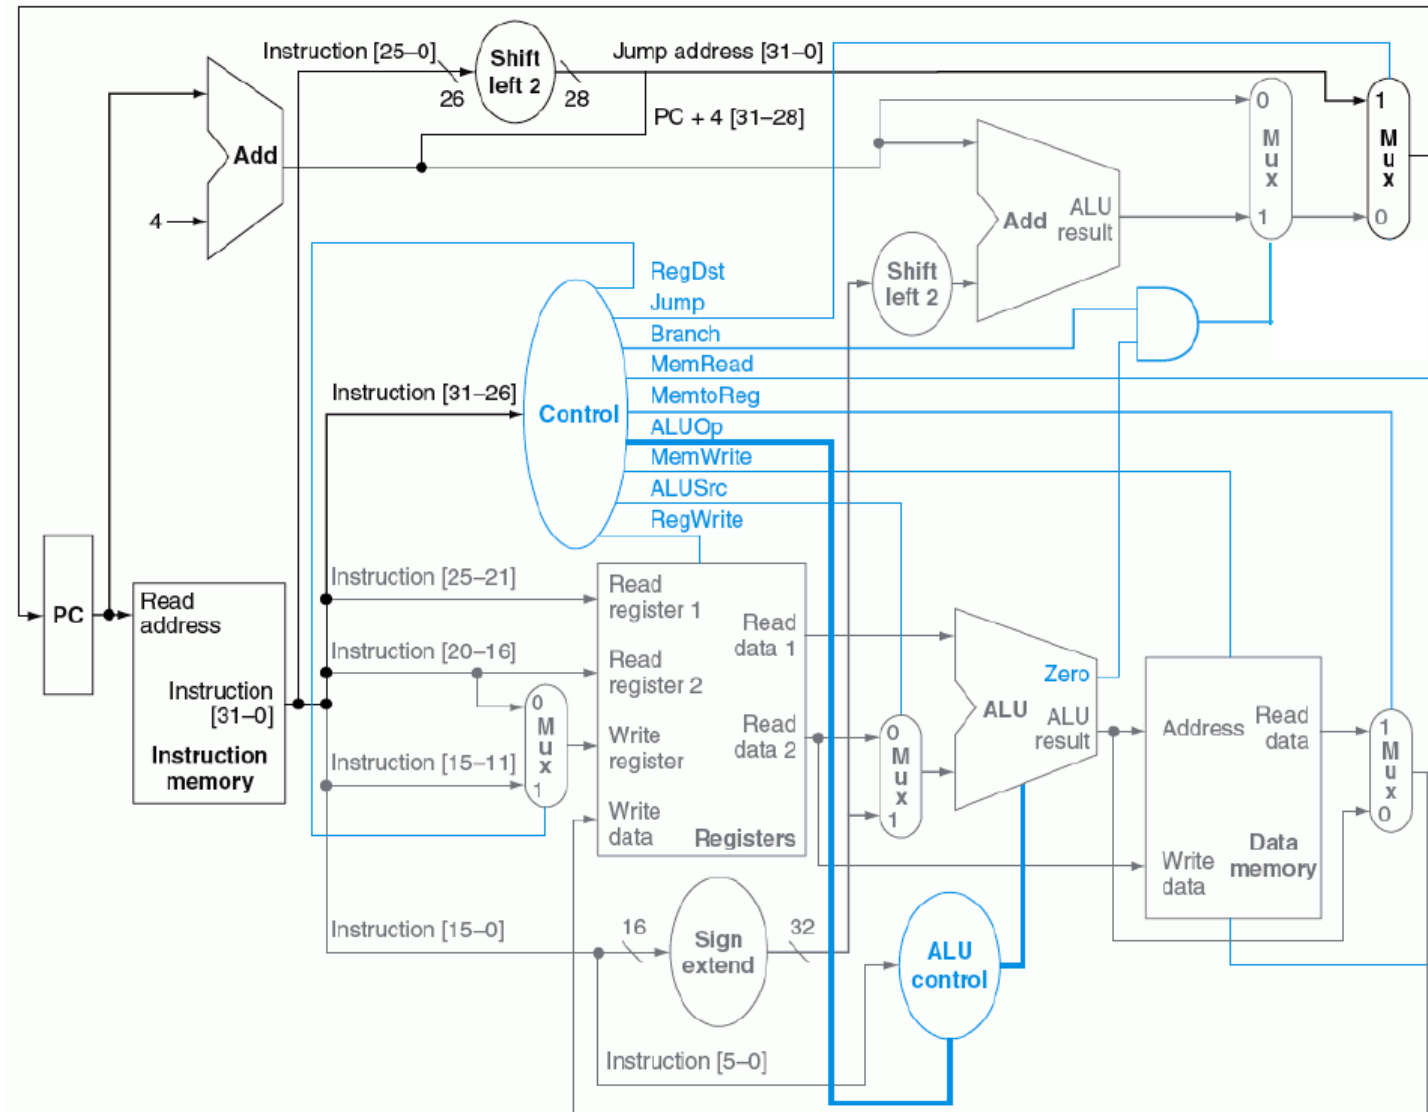 Instruction [25–0]
Shift
left 2
Jump address [31–0]
26
28
PC + 4 [31–28]
Add
4
0
M
u
x
1
1
M
u
x
0
Add
ALU
result
Shift
left 2
RegDst
Jump
Branch
MemRead
MemtoReg
ALUOp
MemWrite
ALUSrc
RegWrite
Instruction [31–26]
Control
PC
Read
address
Instruction
[31–0]
Instruction
memory
Instruction [25–21]
Instruction [20–16]
Instruction [15–11]
0
M
u
x
1
Read
register 1
Read
register 2
Write
register
Write
data
Read
data 1
Read
data 2
Registers
0
M
u
x
1
Zero
ALU
ALU
result
Address
Read
data
Write
data
Data
memory
1
M
u
x
0
Instruction [15–0]
16
Sign
extend
32
ALU
control
Instruction [5–0]